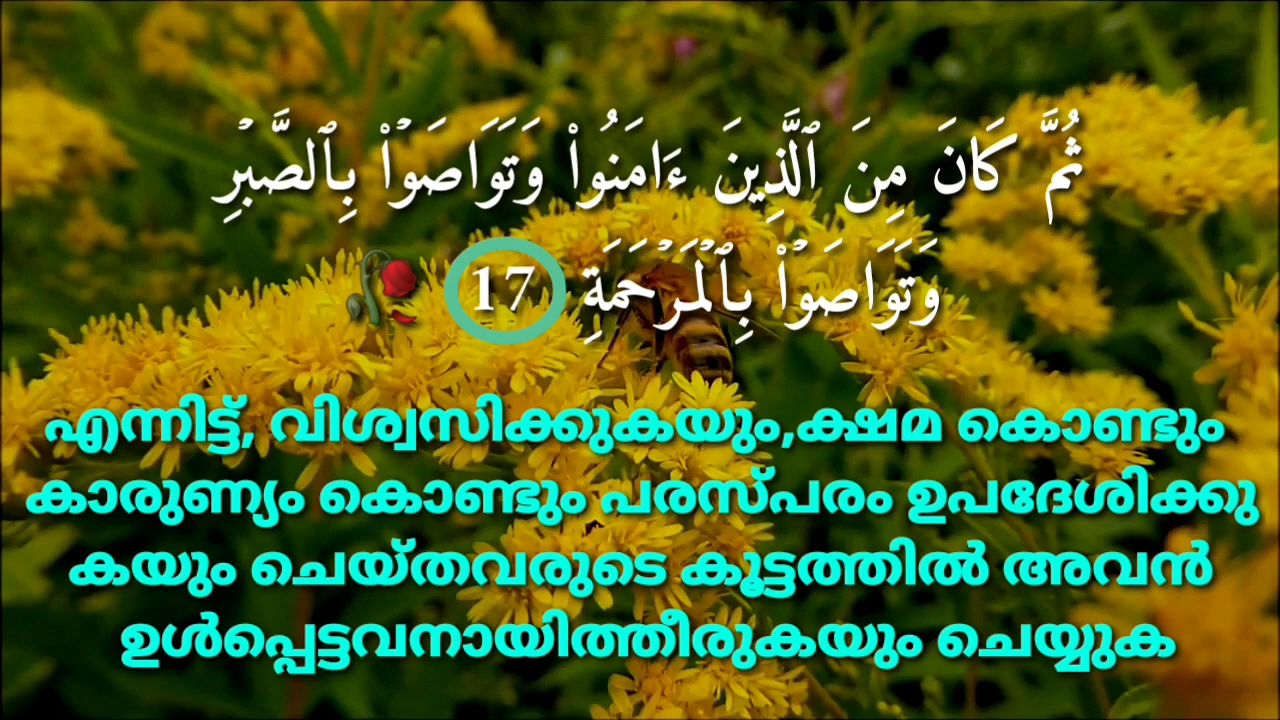 ثُمَّ كَانَ مِنَ ٱلَّذِينَ ءَامَنُوا۟ وَتَوَاصَوْا۟ بِٱلصَّبْرِ
وَتَوَاصَوْا۟ بِٱلْمَرْحَمَةِ 17
എന്നിട്ട്, വിശ്വസിക്കുകയും,ക്ഷമ കൊണ്ടും
കാരുണ്യം കൊണ്ടും പരസ്പരം ഉപദേശിക്കു
കയും ചെയ്തവരുടെ കൂട്ടത്തിൽ അവൻ
ഉൾപ്പെട്ടവനായിത്തീരുകയും ചെയ്യുക